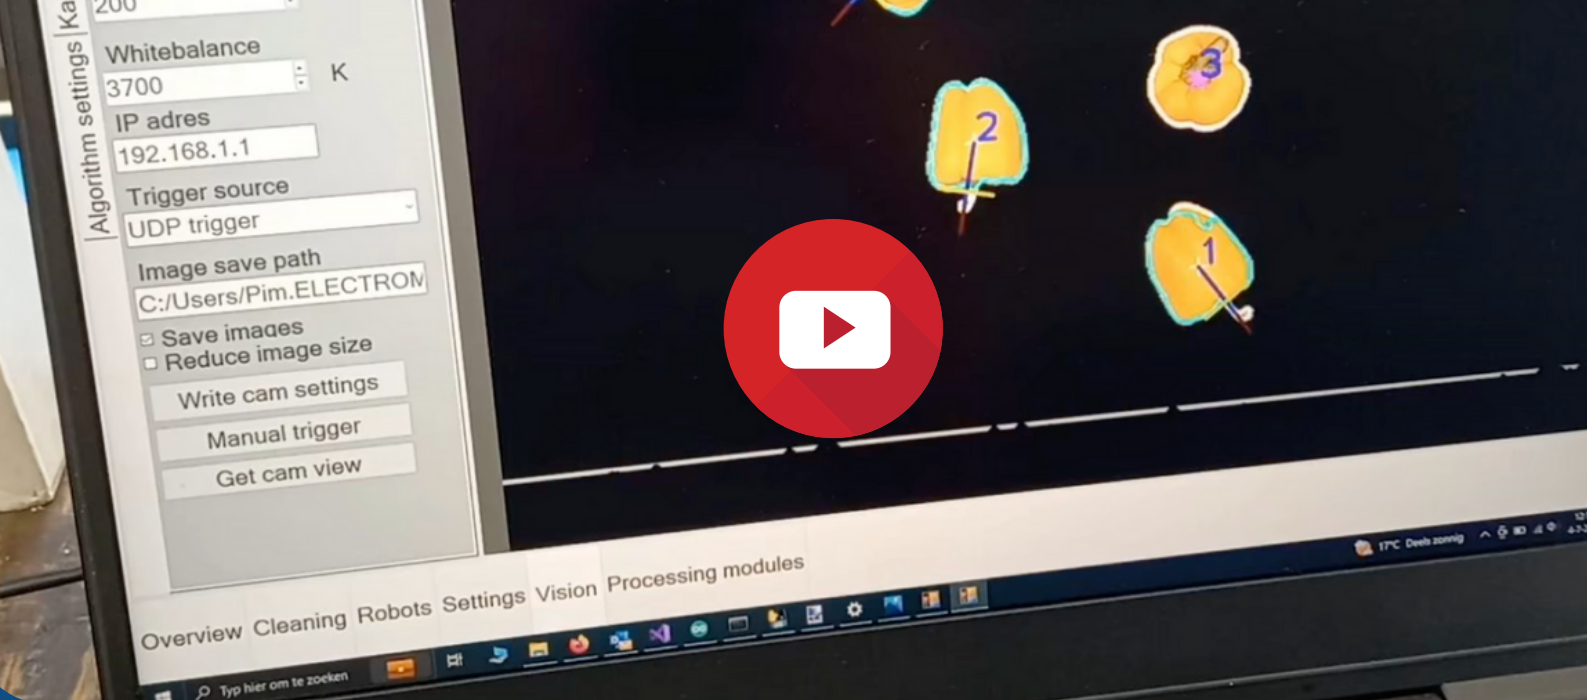 Ka
Algorithm settings
200
Whitebalance
3700
K
IP adres
192.168.1.1
Trigger source
UDP trigger
Image save path
C:/Users/Pim.ELECTROM
Save images
Reduce image size
Write cam settings
Manual trigger
Get cam view
3
2
1
Overview Cleaning Robots Settings Vision Processing modules
Typ hier om te zoeken
17°C Deels zonnig